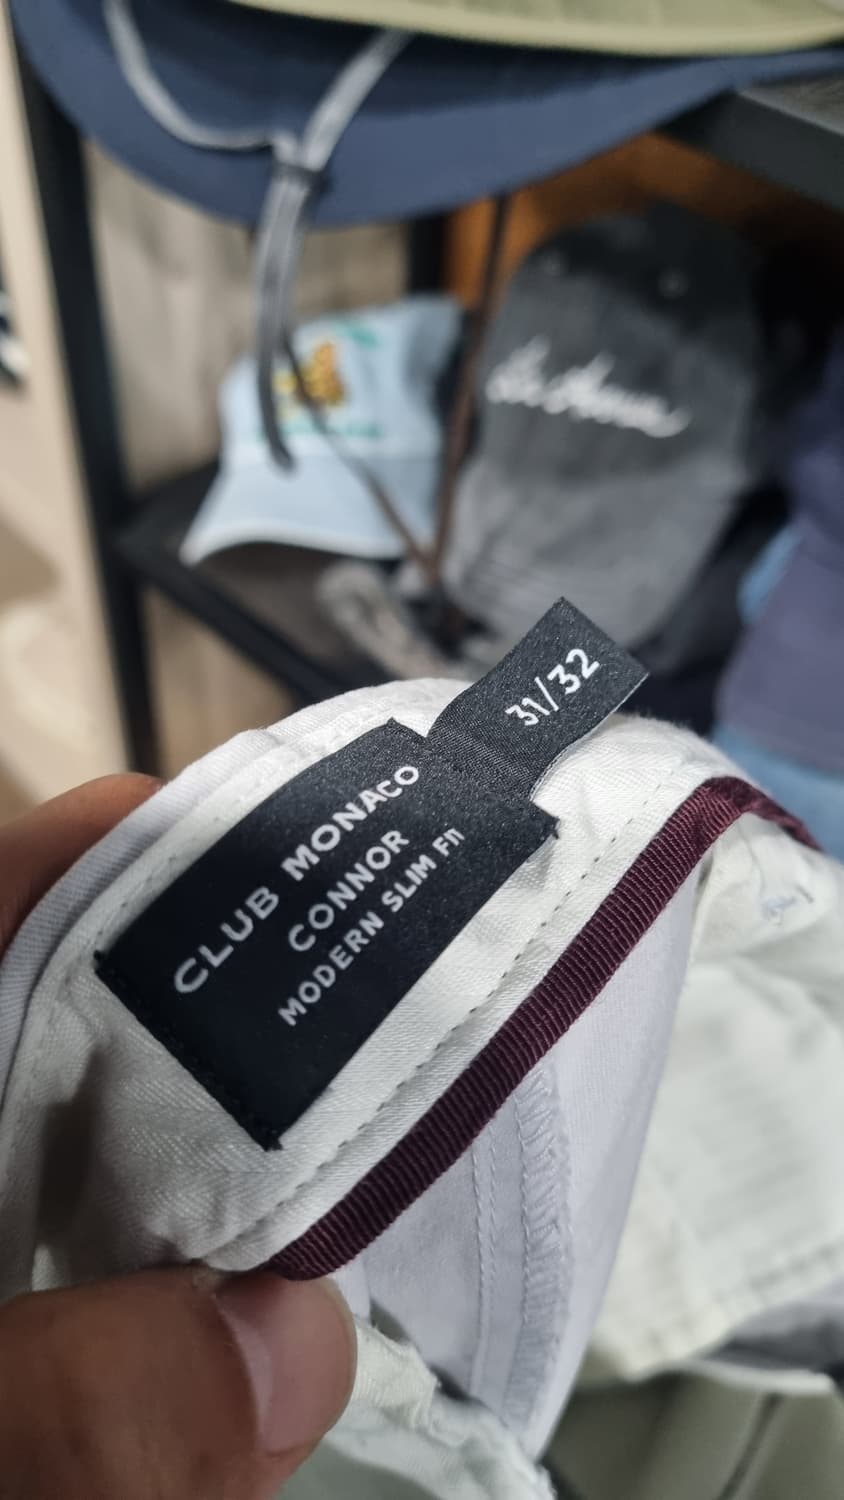 31/32
CLUB MONACO
CONNOR
MODERN SLIM FIT